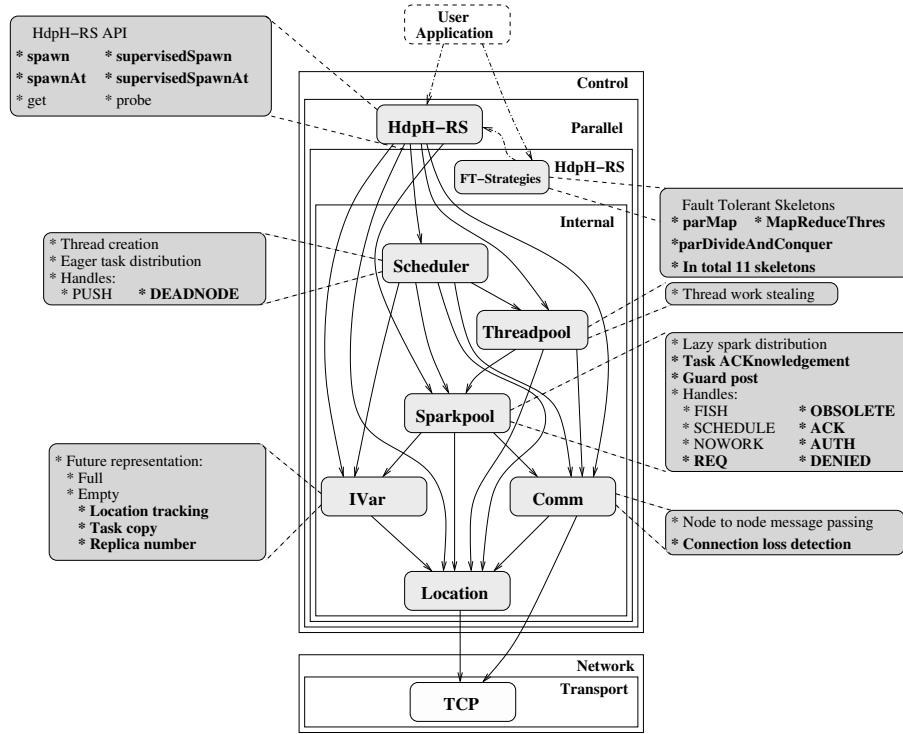 User
Application
HdpH−RS API
* spawn * supervisedSpawn
* spawnAt * supervisedSpawnAt
* get * probe
Control
Parallel
HdpH−RS
HdpH−RS
FT−Strategies
Internal
Fault Tolerant Skeletons
* parMap * MapReduceThres
*parDivideAndConquer
* In total 11 skeletons
* Thread creation
* Eager task distribution
* Handles:
* PUSH * DEADNODE
Scheduler
* Thread work stealing
Threadpool
* Lazy spark distribution
* Task ACKnowledgement
* Guard post
* Handles:
* FISH * OBSOLETE
* SCHEDULE * ACK
* NOWORK * AUTH
* REQ * DENIED
Sparkpool
* Future representation:
* Full
* Empty
* Location tracking
* Task copy
* Replica number
IVar
Comm
* Node to node message passing
* Connection loss detection
Location
Network
Transport
TCP